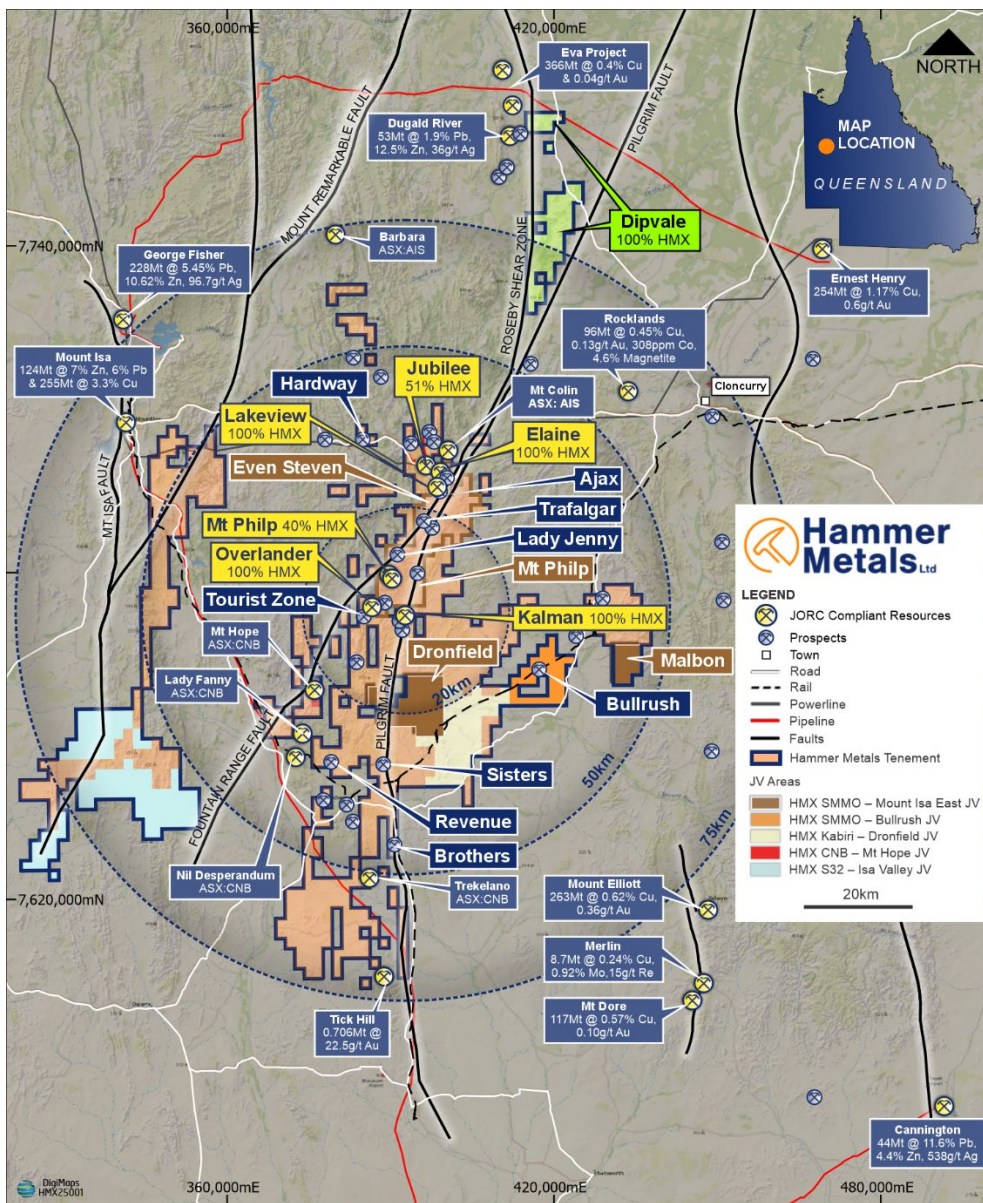 360,000mE
420,000mE
Eva Project
366Mt @ 0.4% Cu
& 0.04g/t Au
NORTH
MOUNT REMARKABLE FAULT
PILGRIM FAULT
Dugald River
53Mt @ 1.9% Pb,
12.5% Zn, 36g/t Ag
MAP
LOCATION
QUEENSLAND
ROSEBY SHEAR ZONE
Dipvale
100% HMX
7,740,000mN
Barbara
ASX:AIS
George Fisher
228Mt @ 5.45% Pb,
10.62% Zn, 96.7g/t Ag
Ernest Henry
254Mt @ 1.17% Cu,
0.6g/t Au
Rocklands
96Mt @ 0.45% Cu,
0.13g/t Au, 308ppm Co,
4.6% Magnetite
Mount Isa
124Mt @ 7% Zn, 6% Pb
& 255Mt @ 3.3% Cu
Jubilee
51% HMX
Hardway
Mt Colin
ASX: AIS
Cloncurry
Lakeview
100% HMX
Elaine
100% HMX
Even Steven
Ajax
MT ISA FAULT
Trafalgar
Mt Philp 40% HMX
Lady Jenny
Overlander
100% HMX
Mt Philp
Tourist Zone
Kalman 100% HMX
Mt Hope
ASX:CNB
Dronfield
Malbon
Lady Fanny
ASX:CNB
20km
Bullrush
PILGRIM FAULT
FOUNTAIN RANGE FAULT
50km
Sisters
75km
Revenue
Brothers
Nil Desperandum
ASX:CNB
Trekelano
ASX:CNB
7,620,000mN
Mount Elliott
263Mt @ 0.62% Cu,
0.36g/t Au
Merlin
8.7Mt @ 0.24% Cu,
0.92% Mo,15g/t Re
Mt Dore
117Mt @ 0.57% Cu,
0.10g/t Au
Tick Hill
0.706Mt @
22.5g/t Au
Cannington
44Mt @ 11.6% Pb,
4.4% Zn, 538g/t Ag
Hammer
Metals Ltd
LEGEND
JORC Compliant Resources
Prospects
Town
Road
Rail
Powerline
Pipeline
Faults
Hammer Metals Tenement
JV Areas
HMX SMMO – Mount Isa East JV
HMX SMMO – Bullrush JV
HMX Kabiri – Dronfield JV
HMX CNB – Mt Hope JV
HMX S32 – Isa Valley JV
20km
DigiMaps
HMX25001
360,000mE
420,000mE
480,000mE